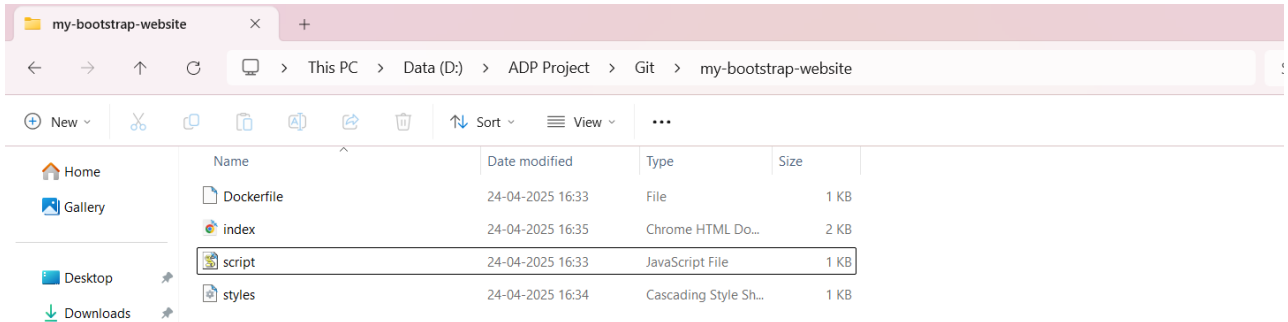 my-bootstrap-website
This PC > Data (D:) > ADP Project > Git > my-bootstrap-website
New Sort View
Home
Gallery
Desktop
Downloads
Name Date modified Type Size
Dockerfile 24-04-2025 16:33 File 1 KB
index 24-04-2025 16:35 Chrome HTML Do... 2 KB
script 24-04-2025 16:33 JavaScript File 1 KB
styles 24-04-2025 16:34 Cascading Style Sh... 1 KB